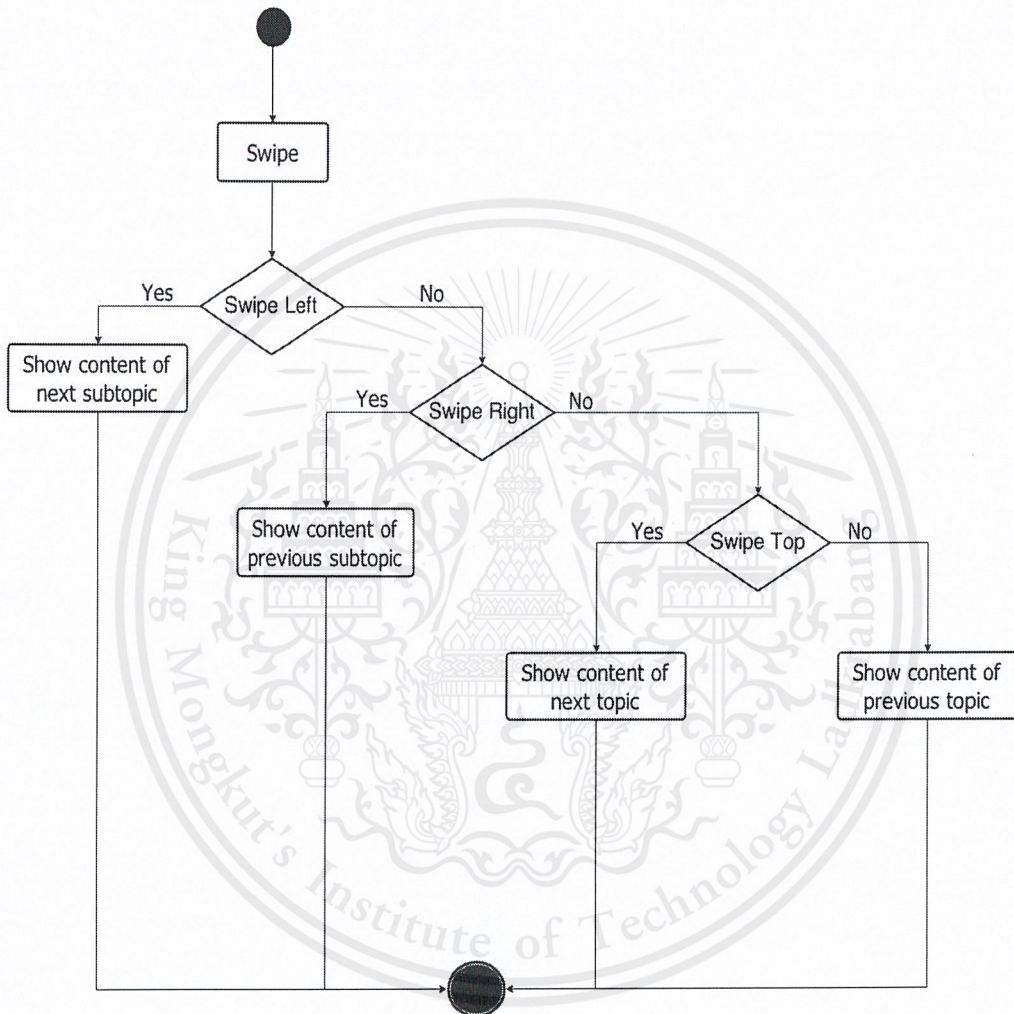 Swipe
Swipe Left
Yes
No
Show content of
next subtopic
Swipe Right
Yes
No
Show content of
previous subtopic
Swipe Top
Yes
No
Show content of
next topic
Show content of
previous topic
King Mongkut's Institute of Technology Ladkrabang